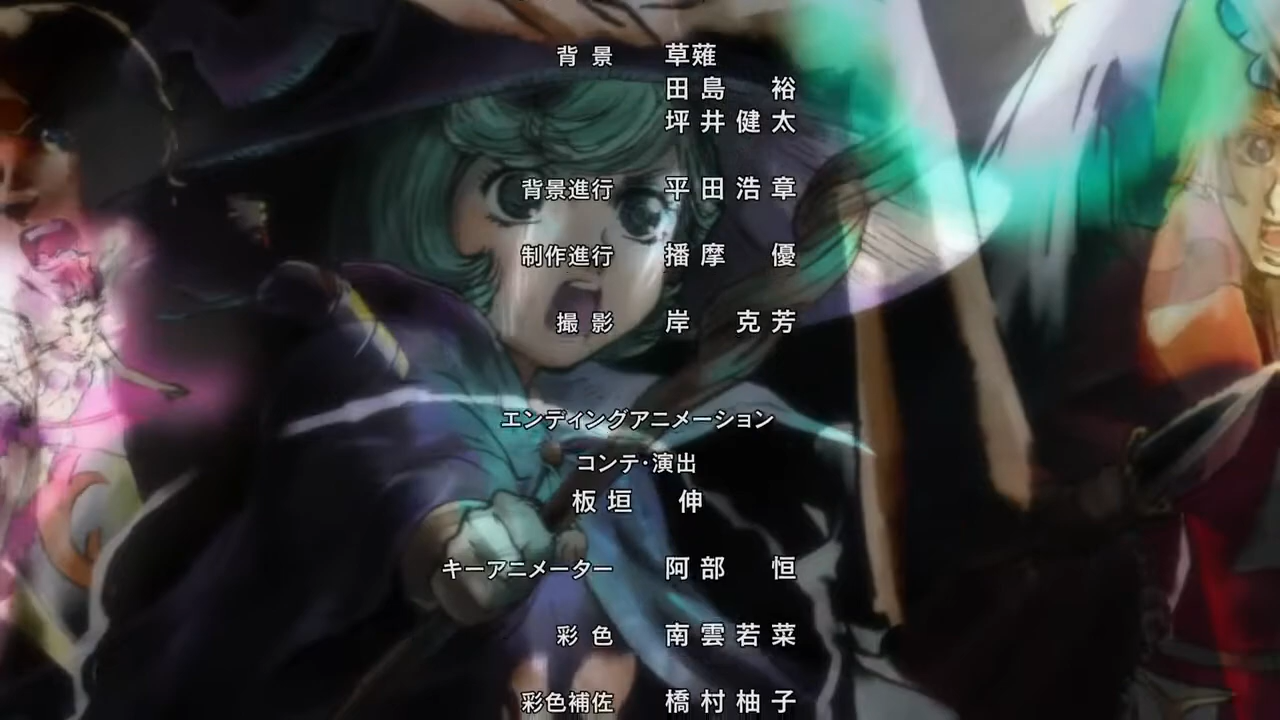 背景 草薙
田島 裕
坪井健太
背景進行 平田浩章
制作進行 播摩 優
撮影 岸 克芳
エンディングアニメーション
コンテ・演出
板垣 伸
キーアニメーター 阿部 恒
彩色 南雲若菜
彩色補佐 橋村柚子